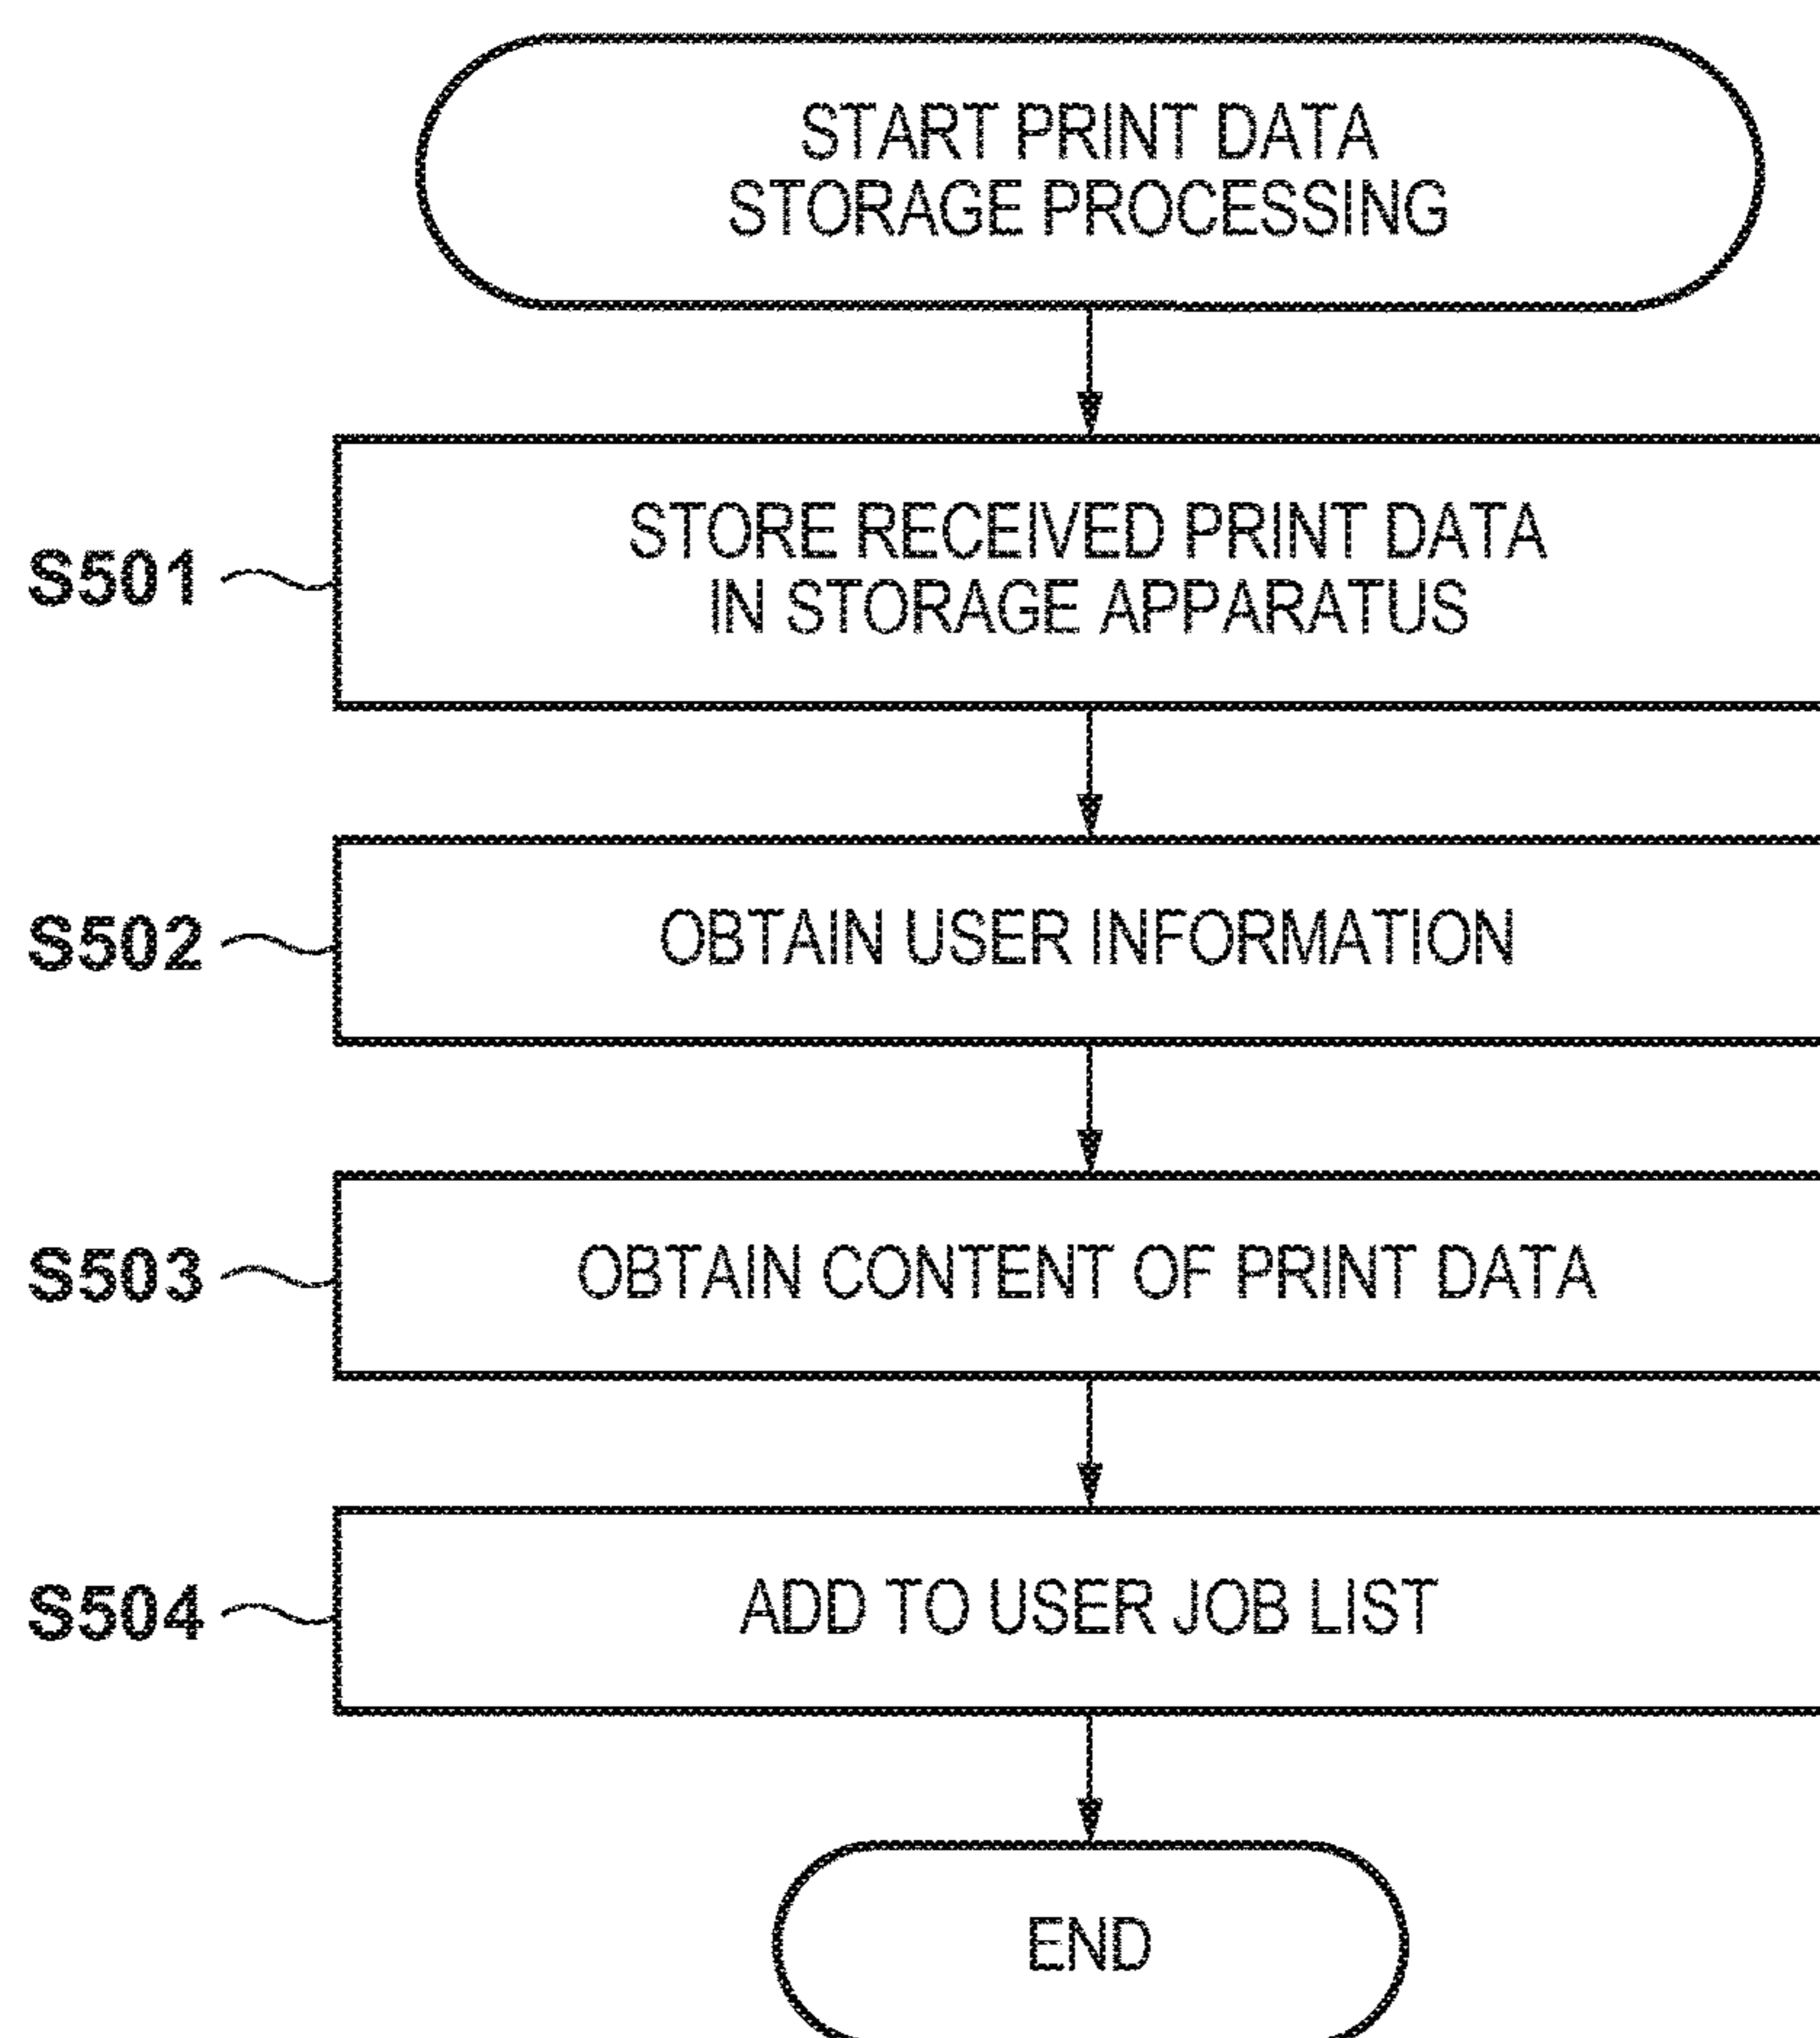 START PRINT DATA
STORAGE PROCESSING
S501
STORE RECEIVED PRINT DATA
IN STORAGE APPARATUS
S502
OBTAIN USER INFORMATION
S503
OBTAIN CONTENT OF PRINT DATA
S504
ADD TO USER JOB LIST
END